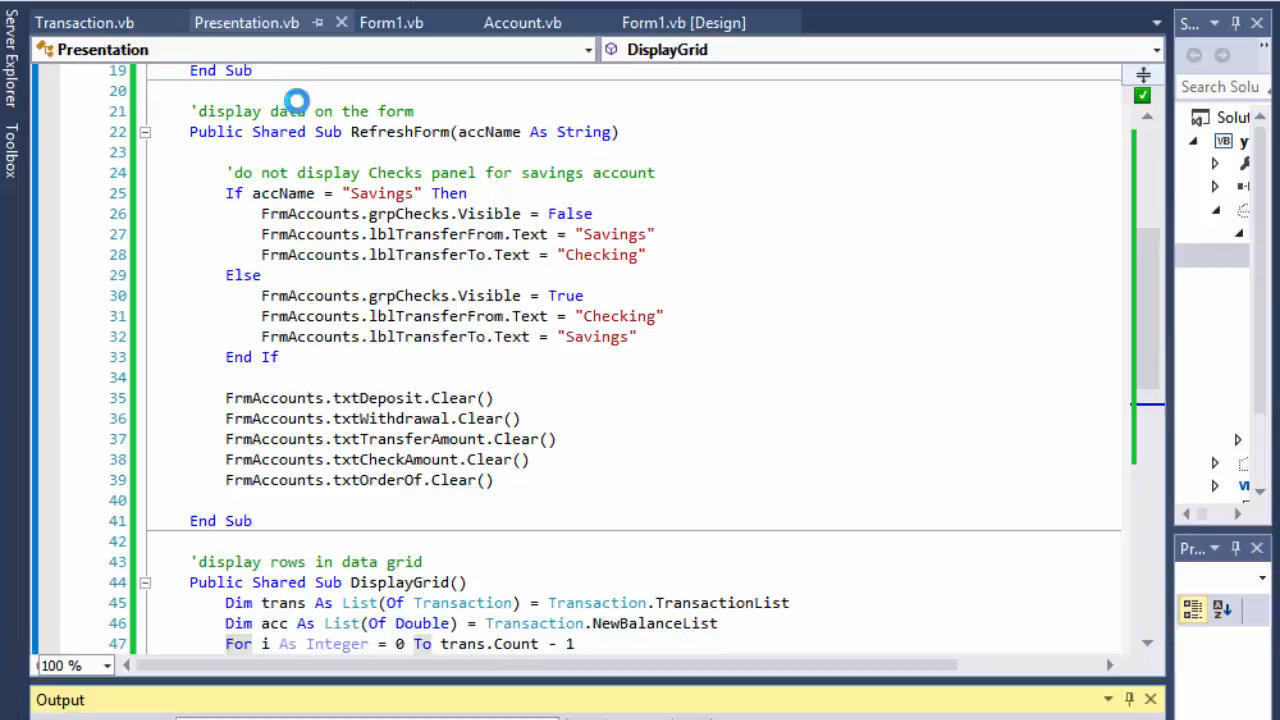 Transaction.vb Presentation.vb Form1.vb Account.vb Form1.vb [Design] S...
Server Explorer
Toolbox
Presentation DisplayGrid
Search Solu
Solut
VB y
19 End Sub
20
21 'display data on the form
22 Public Shared Sub RefreshForm(accName As String)
23
24 'do not display Checks panel for savings account
25 If accName = "Savings" Then
26 FrmAccounts.grpChecks.Visible = False
27 FrmAccounts.lblTransferFrom.Text = "Savings"
28 FrmAccounts.lblTransferTo.Text = "Checking"
29 Else
30 FrmAccounts.grpChecks.Visible = True
31 FrmAccounts.lblTransferFrom.Text = "Checking"
32 FrmAccounts.lblTransferTo.Text = "Savings"
33 End If
34
35 FrmAccounts.txtDeposit.Clear()
36 FrmAccounts.txtWithdrawal.Clear()
37 FrmAccounts.txtTransferAmount.Clear()
38 FrmAccounts.txtCheckAmount.Clear()
39 FrmAccounts.txtOrderOf.Clear()
40
41 End Sub
42
43 'display rows in data grid
44 Public Shared Sub DisplayGrid()
45 Dim trans As List(Of Transaction) = Transaction.TransactionList
46 Dim acc As List(Of Double) = Transaction.NewBalanceList
47 For i As Integer = 0 To trans.Count - 1
Pr...
100 %
Output